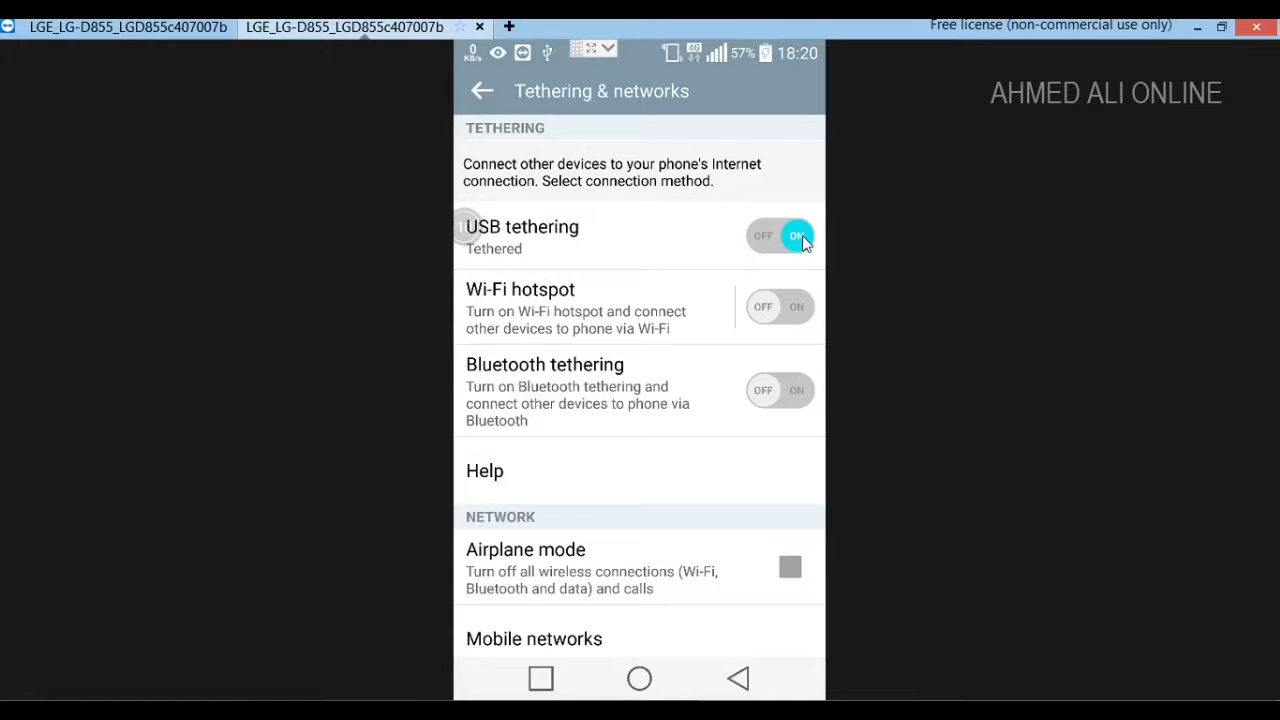 LGE_LG-D855_LGD855c407007b
LGE_LG-D855_LGD855c407007b
Free license (non-commercial use only)
0
KB/s
4G
57%
18:20
Tethering & networks
AHMED ALI ONLINE
TETHERING
Connect other devices to your phone's Internet
connection. Select connection method.
USB tethering
OFF ON
Tethered
Wi-Fi hotspot
Turn on Wi-Fi hotspot and connect
other devices to phone via Wi-Fi
OFF ON
Bluetooth tethering
Turn on Bluetooth tethering and
connect other devices to phone via
Bluetooth
OFF ON
Help
NETWORK
Airplane mode
Turn off all wireless connections (Wi-Fi,
Bluetooth and data) and calls
Mobile networks